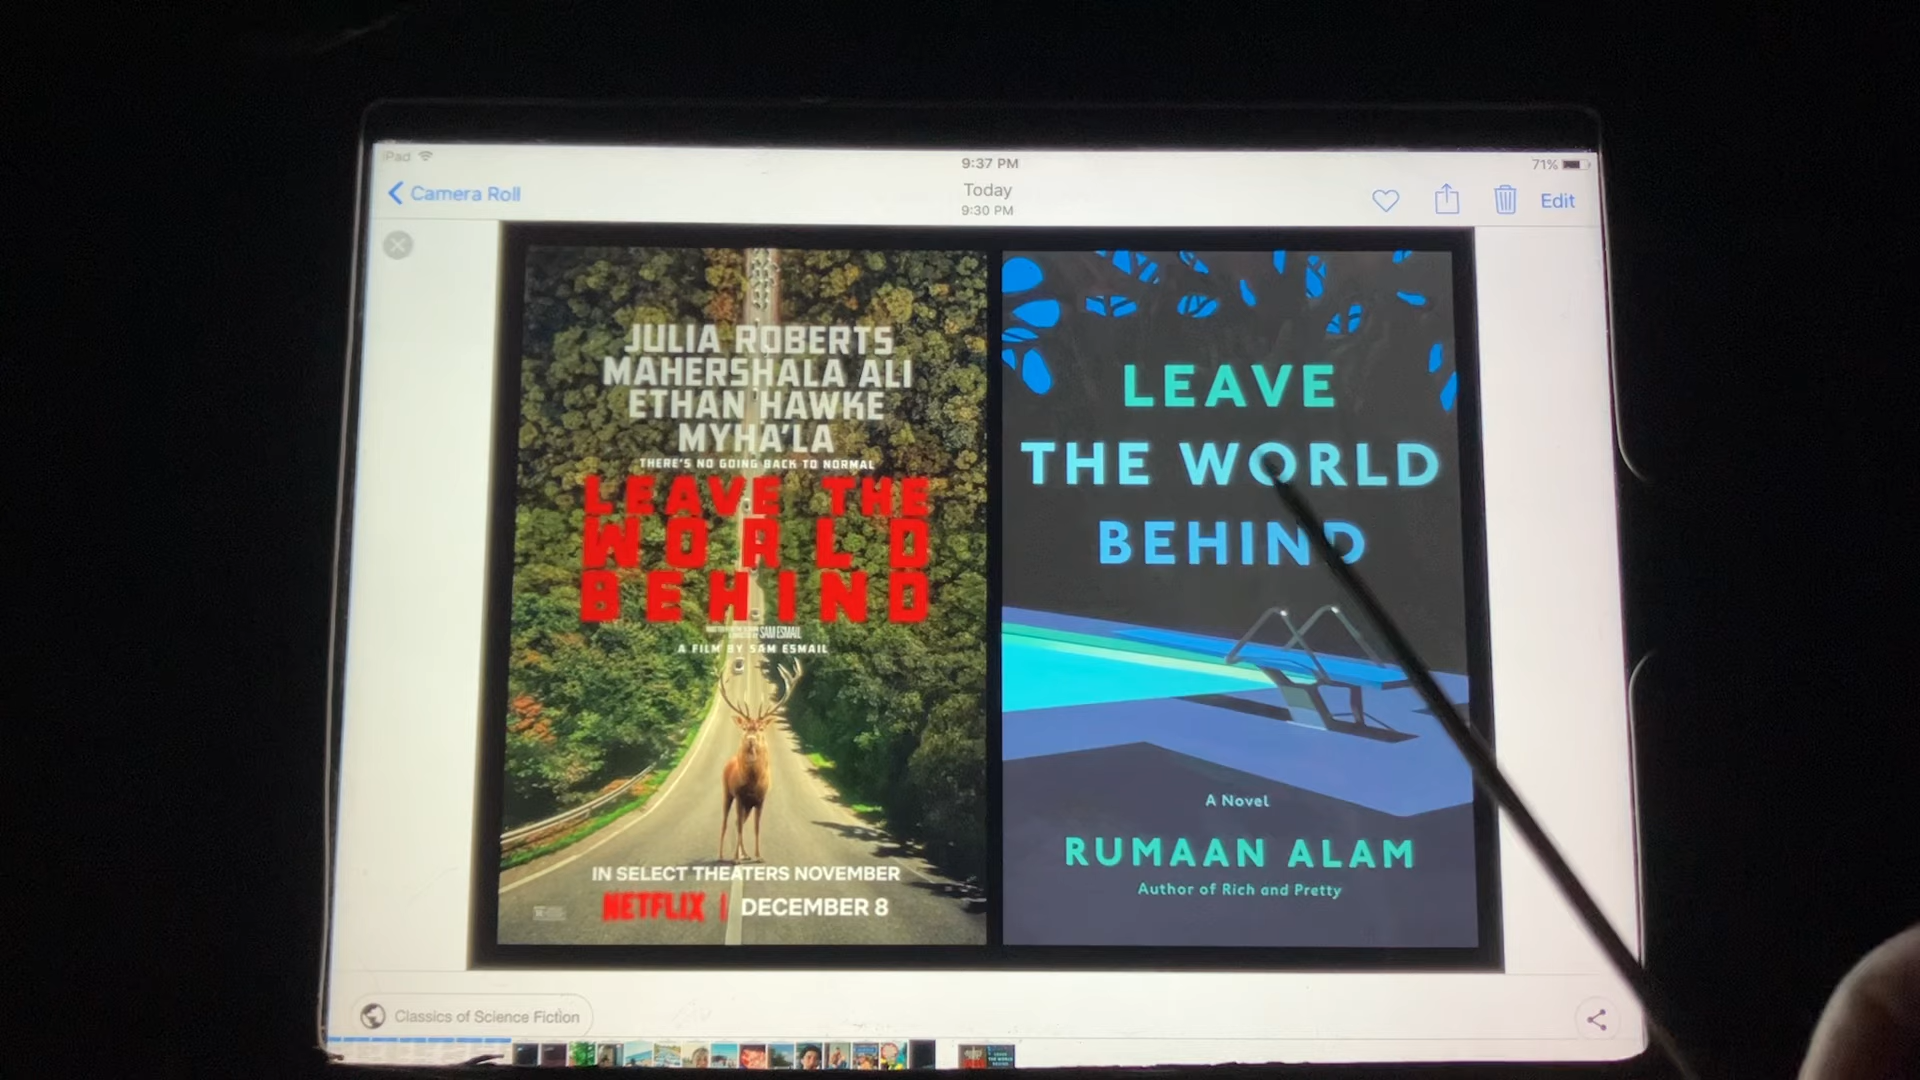 iPad
9:37 PM
71%
Camera Roll
Today
9:30 PM
Edit
JULIA ROBERTS
MAHERSHALA ALI
ETHAN HAWKE
MYHA'LA
THERE'S NO GOING BACK TO NORMAL
LEAVE THE
WORLD
BEHIND
SAM ESMAIL
A FILM BY SAM ESMAIL
IN SELECT THEATERS NOVEMBER
NETFLIX | DECEMBER 8
LEAVE
THE WORLD
BEHIND
A Novel
RUMAAN ALAM
Author of Rich and Pretty
Classics of Science Fiction